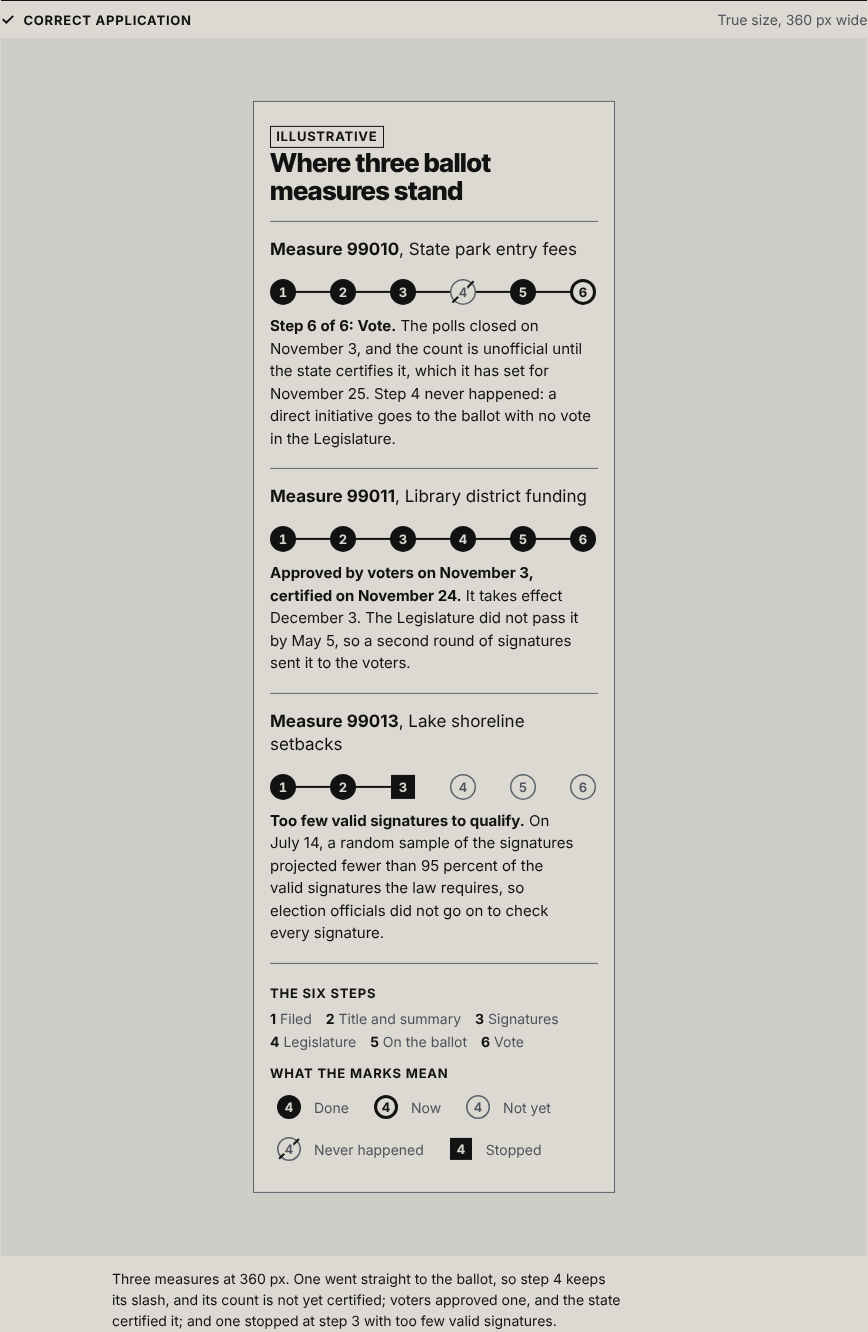 ✓ CORRECT APPLICATION
True size, 360 px wide
ILLUSTRATIVE
Where three ballot
measures stand
Measure 99010, State park entry fees
1 2 3 4 5 6
Step 6 of 6: Vote. The polls closed on
November 3, and the count is unofficial until
the state certifies it, which it has set for
November 25. Step 4 never happened: a
direct initiative goes to the ballot with no vote
in the Legislature.
Measure 99011, Library district funding
1 2 3 4 5 6
Approved by voters on November 3,
certified on November 24. It takes effect
December 3. The Legislature did not pass it
by May 5, so a second round of signatures
sent it to the voters.
Measure 99013, Lake shoreline
setbacks
1 2 3 4 5 6
Too few valid signatures to qualify. On
July 14, a random sample of the signatures
projected fewer than 95 percent of the
valid signatures the law requires, so
election officials did not go on to check
every signature.
THE SIX STEPS
1 Filed 2 Title and summary 3 Signatures
4 Legislature 5 On the ballot 6 Vote
WHAT THE MARKS MEAN
4 Done 4 Now 4 Not yet
4 Never happened 4 Stopped
Three measures at 360 px. One went straight to the ballot, so step 4 keeps
its slash, and its count is not yet certified; voters approved one, and the state
certified it; and one stopped at step 3 with too few valid signatures.